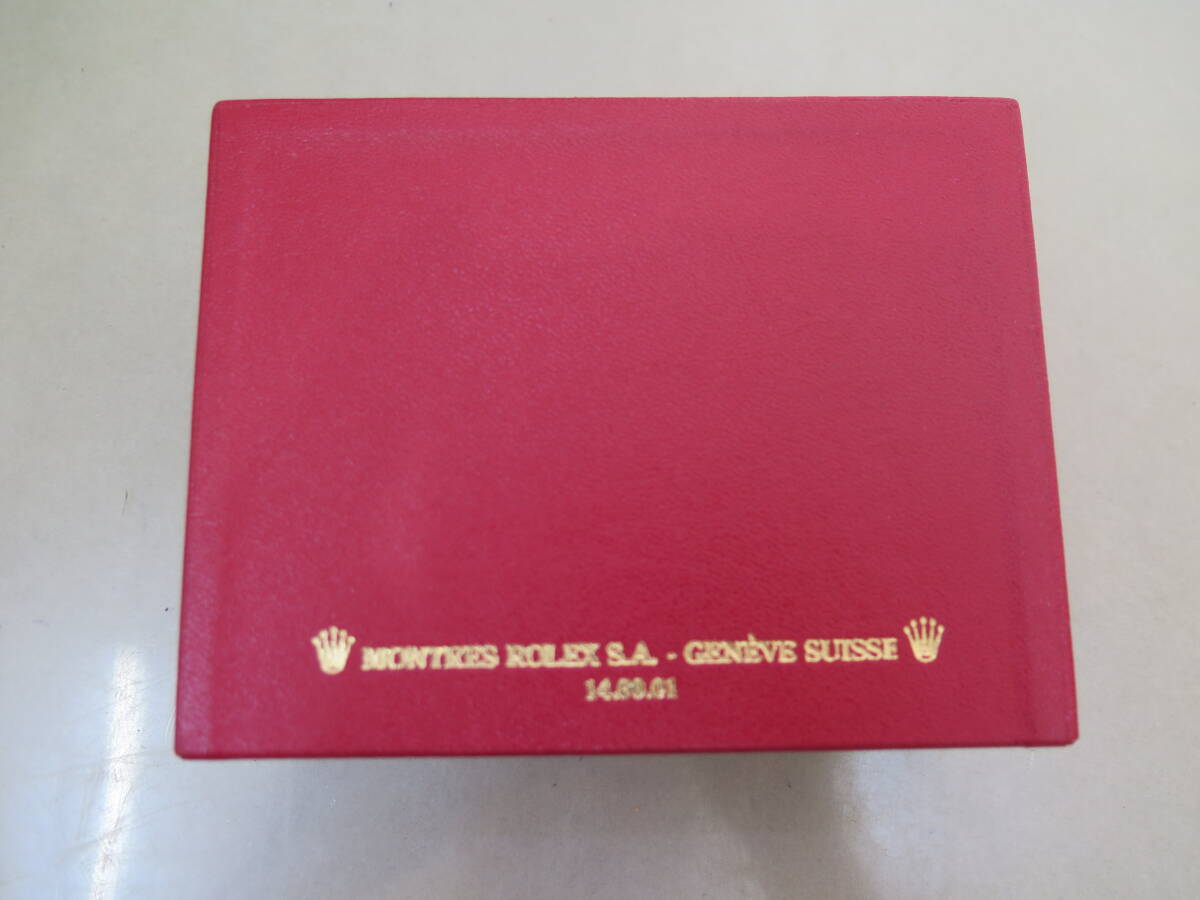 MONTRES ROLEX S.A. - GENÈVE SUISSE
14.00.01